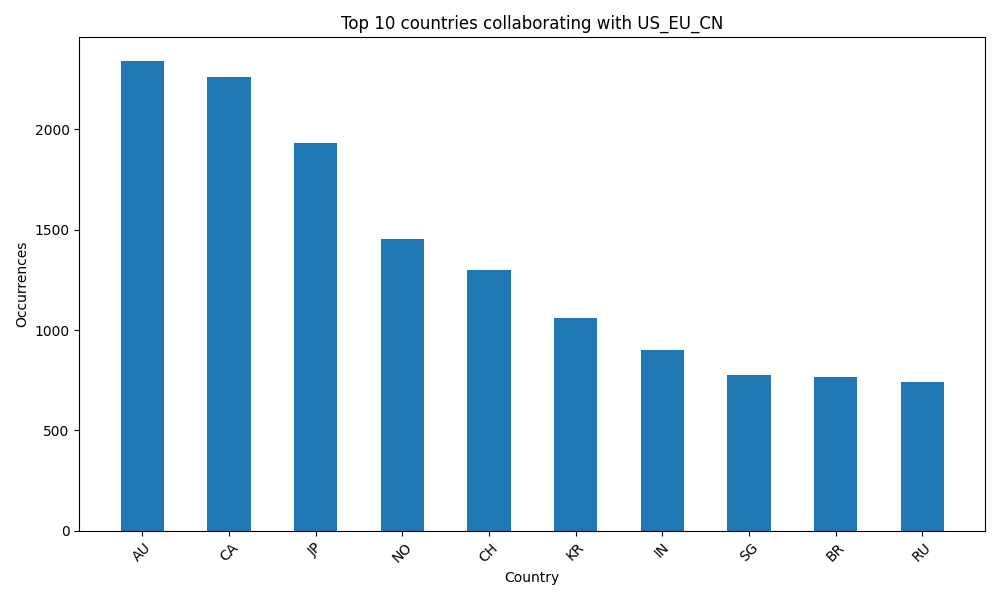 Top 10 countries collaborating with US_EU_CN
Occurrences
2000
1500
1000
500
0
AU
CA
JP
NO
CH
KR
IN
SG
BR
RU
Country